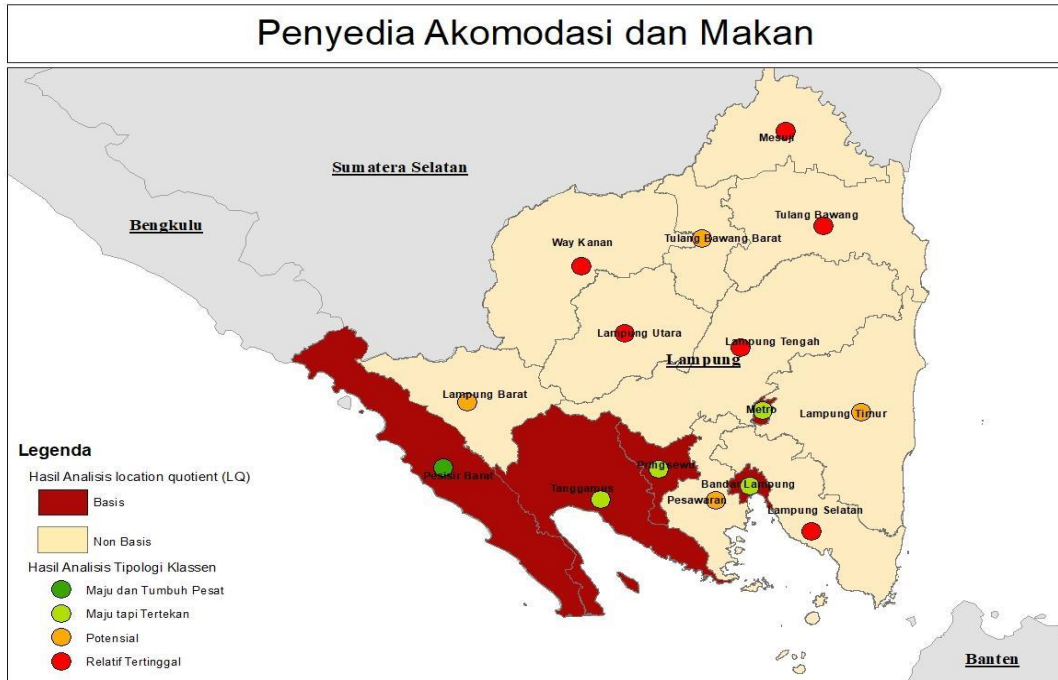 Penyedia Akomodasi dan Makan
Mesuji
Sumatera Selatan
Bengkulu
Tulang Bawang
Tulang Bawang Barat
Way Kanan
Lampung Utara
Lampung Tengah
Lampung
Lampung Barat
Metro
Lampung Timur
Pringsewu
Pesisir Barat
Tanggamus
Bandar Lampung
Pesawaran
Lampung Selatan
Banten
Legenda
Hasil Analisis location quotient (LQ)
Basis
Non Basis
Hasil Analisis Tipologi Klassen
Maju dan Tumbuh Pesat
Maju tapi Tertekan
Potensial
Relatif Tertinggal